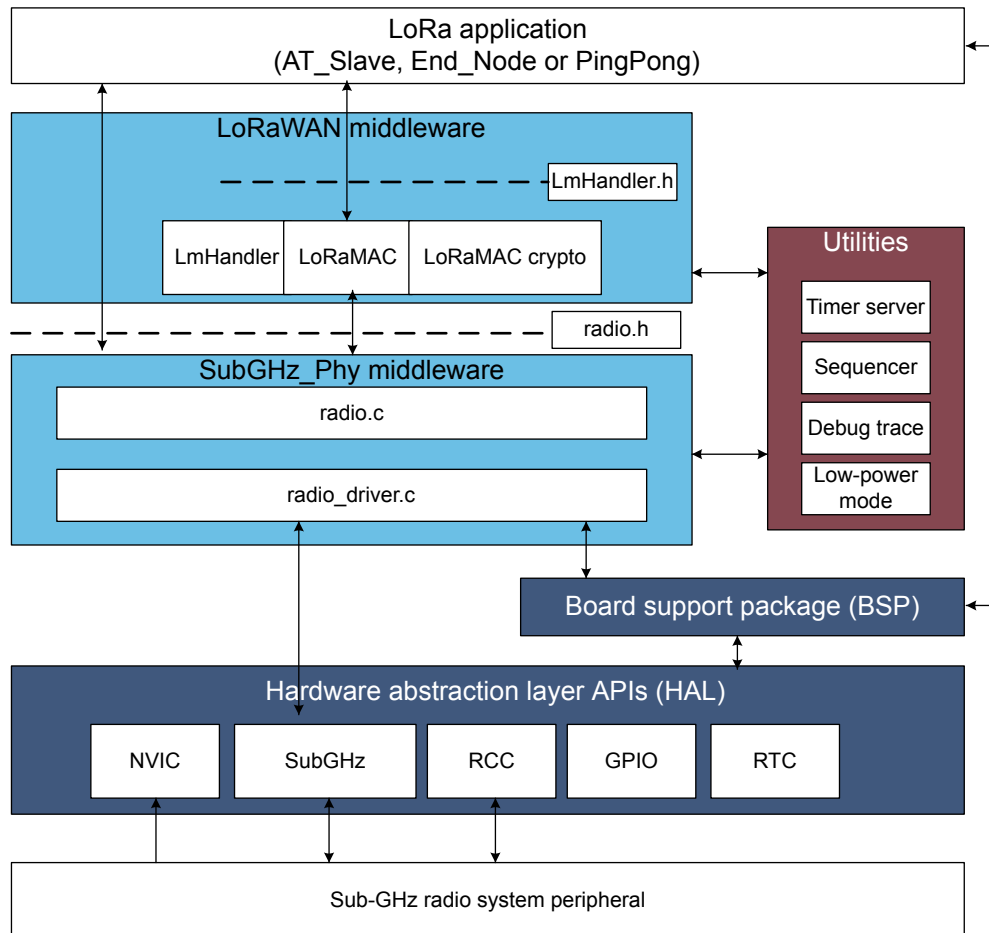 LoRa application
(AT_Slave, End_Node or PingPong)
LoRaWAN middleware
LmHandler.h
LmHandler
LoRaMAC
LoRaMAC crypto
Utilities
Timer server
Sequencer
Debug trace
Low-power
mode
radio.h
SubGHz_Phy middleware
radio.c
radio_driver.c
Board support package (BSP)
Hardware abstraction layer APIs (HAL)
NVIC
SubGHz
RCC
GPIO
RTC
Sub-GHz radio system peripheral